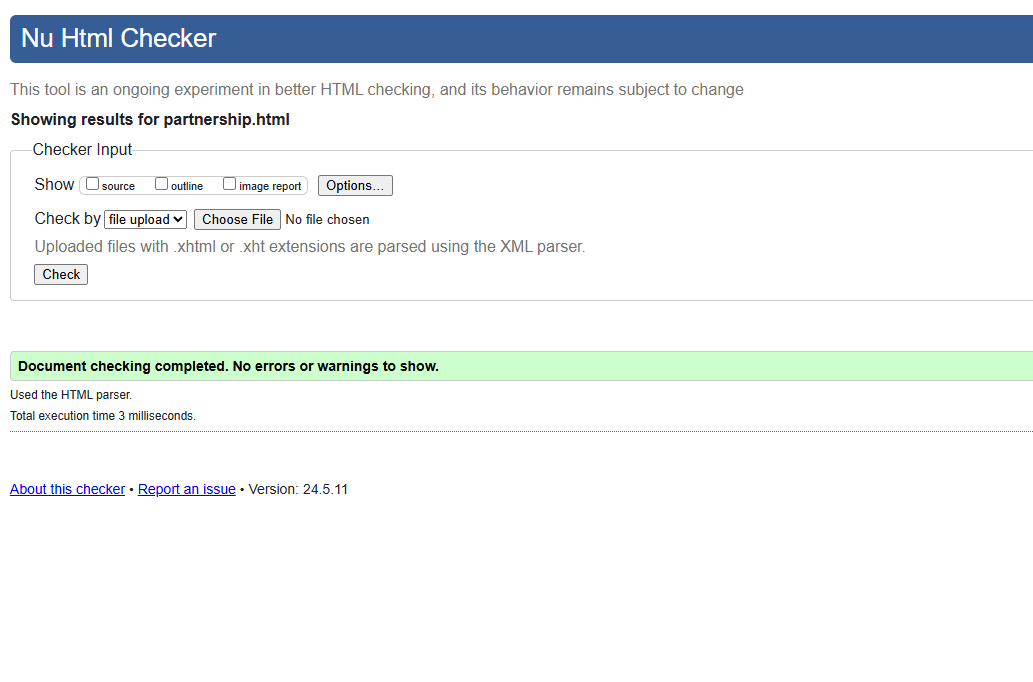 Nu Html Checker
This tool is an ongoing experiment in better HTML checking, and its behavior remains subject to change
Showing results for partnership.html
Checker Input
Show source outline image report Options...
Check by file upload Choose File No file chosen
Uploaded files with .xhtml or .xht extensions are parsed using the XML parser.
Check
Document checking completed. No errors or warnings to show.
Used the HTML parser.
Total execution time 3 milliseconds.
About this checker • Report an issue • Version: 24.5.11